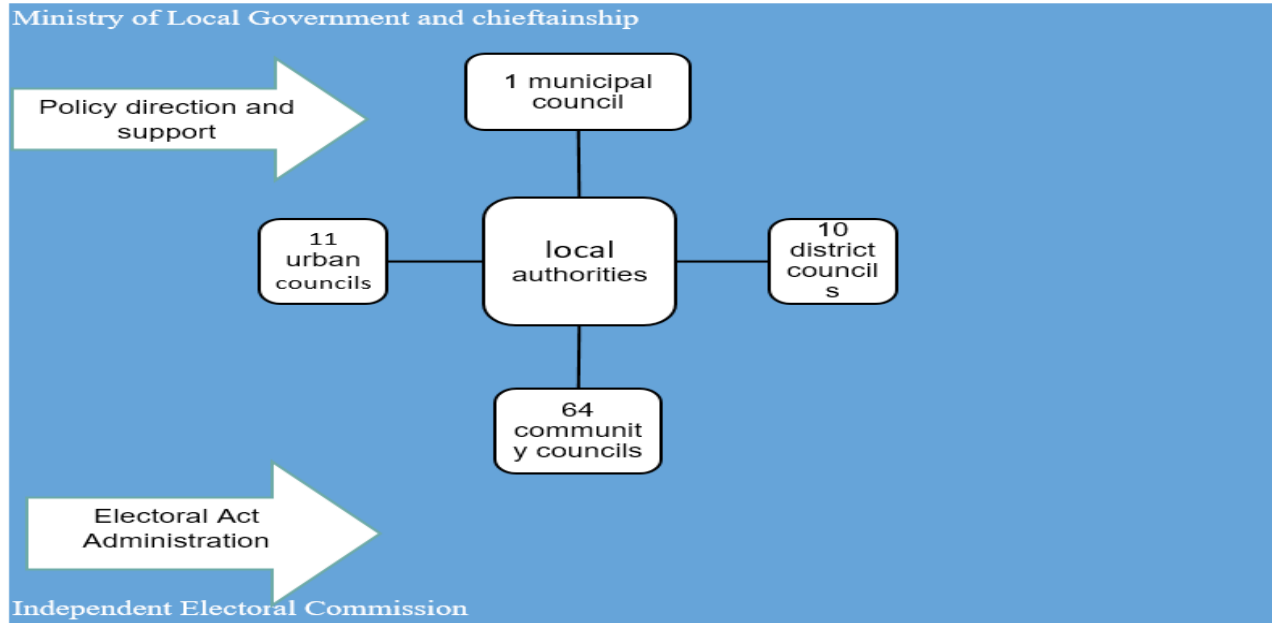 Ministry of Local Government and chieftainship
Policy direction and
support
1 municipal
council
11
urban
councils
local
authorities
10
district
council
s
64
communit
y councils
Electoral Act
Administration
Independent Electoral Commission